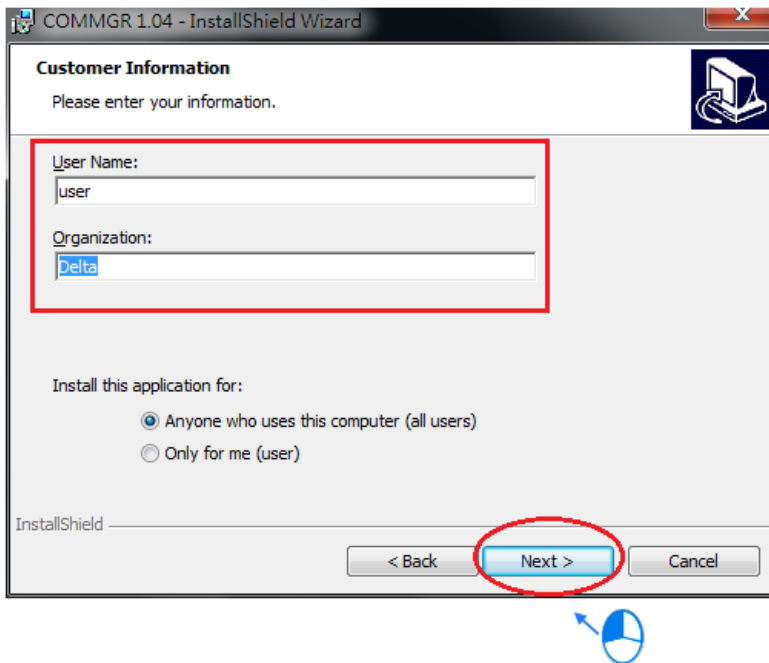 COMMGR 1.04 - InstallShield Wizard
Customer Information
Please enter your information.
User Name:
user
Organization:
Delta
Install this application for:
Anyone who uses this computer (all users)
Only for me (user)
InstallShield
< Back Next > Cancel